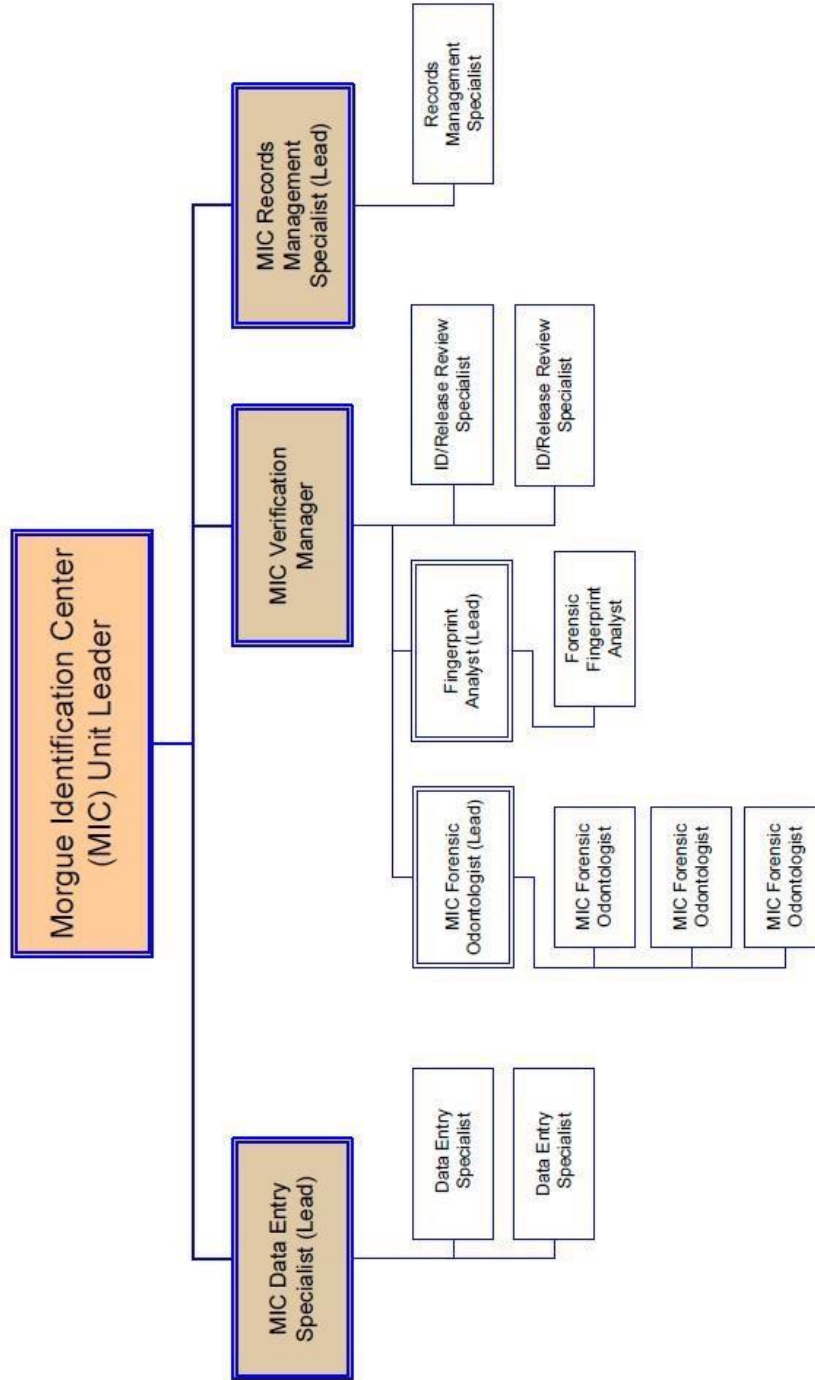 Morgue Identification Center
(MIC) Unit Leader
MIC Data Entry
Specialist (Lead)
MIC Verification
Manager
MIC Records
Management
Specialist (Lead)
Data Entry
Specialist
Data Entry
Specialist
MIC Forensic
Odontologist (Lead)
MIC Forensic
Odontologist
MIC Forensic
Odontologist
MIC Forensic
Odontologist
Fingerprint
Analyst (Lead)
Forensic
Fingerprint
Analyst
ID/Release Review
Specialist
ID/Release Review
Specialist
Records
Management
Specialist